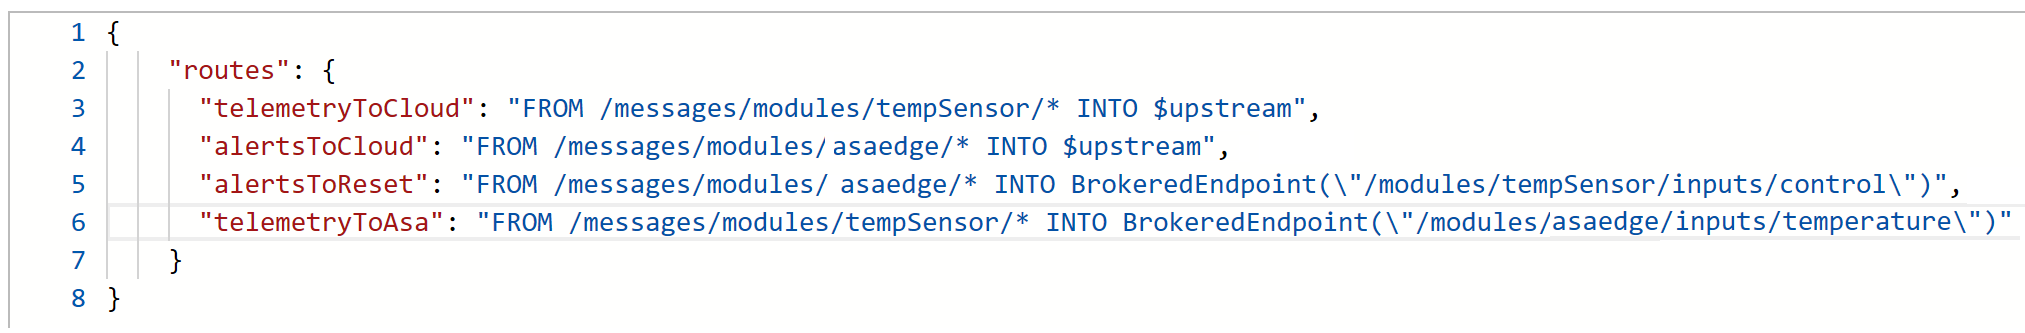 1 {
2 "routes": {
3 "telemetryToCloud": "FROM /messages/modules/tempSensor/* INTO $upstream",
4 "alertsToCloud": "FROM /messages/modules/ asaedge/* INTO $upstream",
5 "alertsToReset": "FROM /messages/modules/ asaedge/* INTO BrokeredEndpoint(\"/modules/tempSensor/inputs/control\")",
6 "telemetryToAsa": "FROM /messages/modules/tempSensor/* INTO BrokeredEndpoint(\"/modules/asaedge/inputs/temperature\")"
7 }
8 }